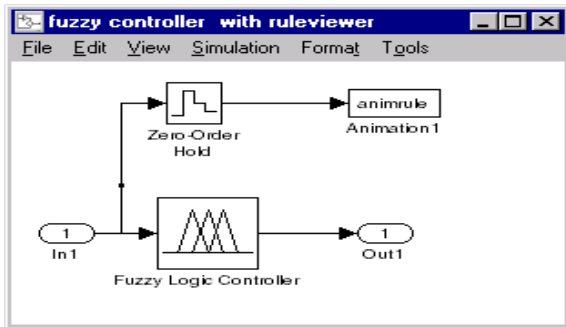 fuzzy controller with ruleviewer
File Edit View Simulation Format Tools
animrule
Zero-Order
Hold
Animation1
1
In1
1
Out1
Fuzzy Logic Controller